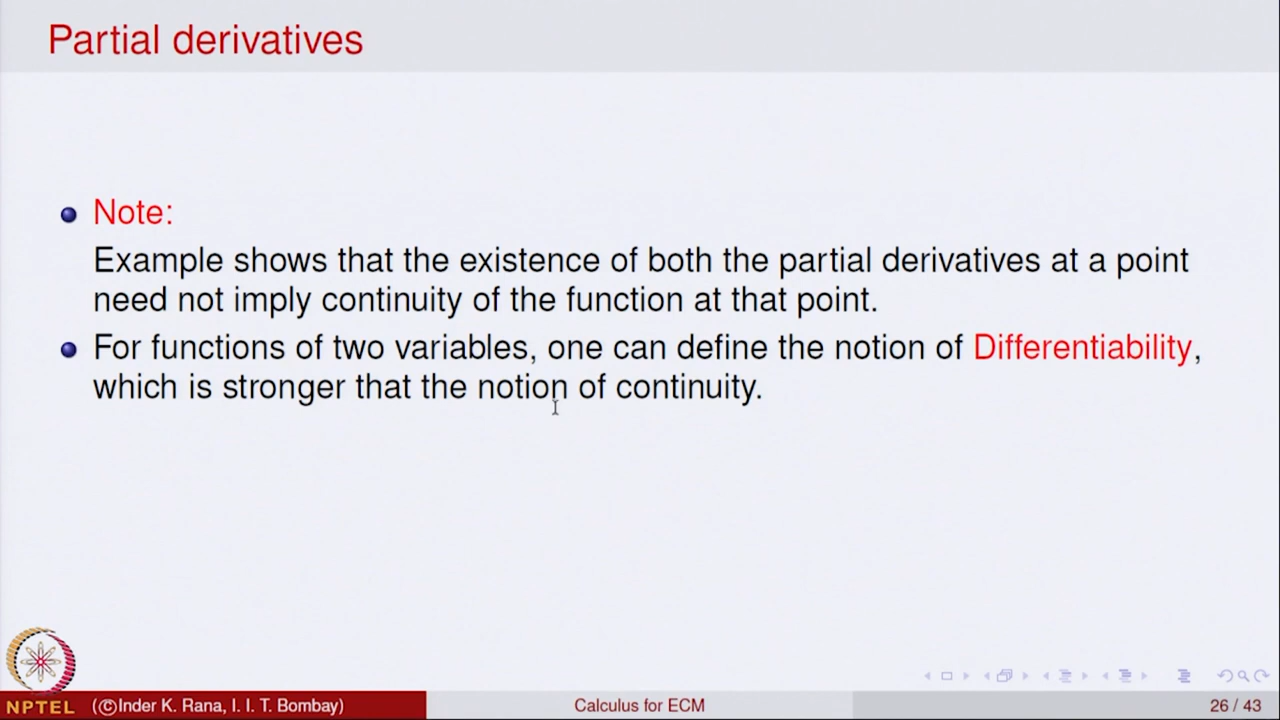 Partial derivatives
Note:
Example shows that the existence of both the partial derivatives at a point
need not imply continuity of the function at that point.
For functions of two variables, one can define the notion of Differentiability,
which is stronger that the notion of continuity.
NPTEL (©Inder K. Rana, I. I. T. Bombay) Calculus for ECM 26 / 43